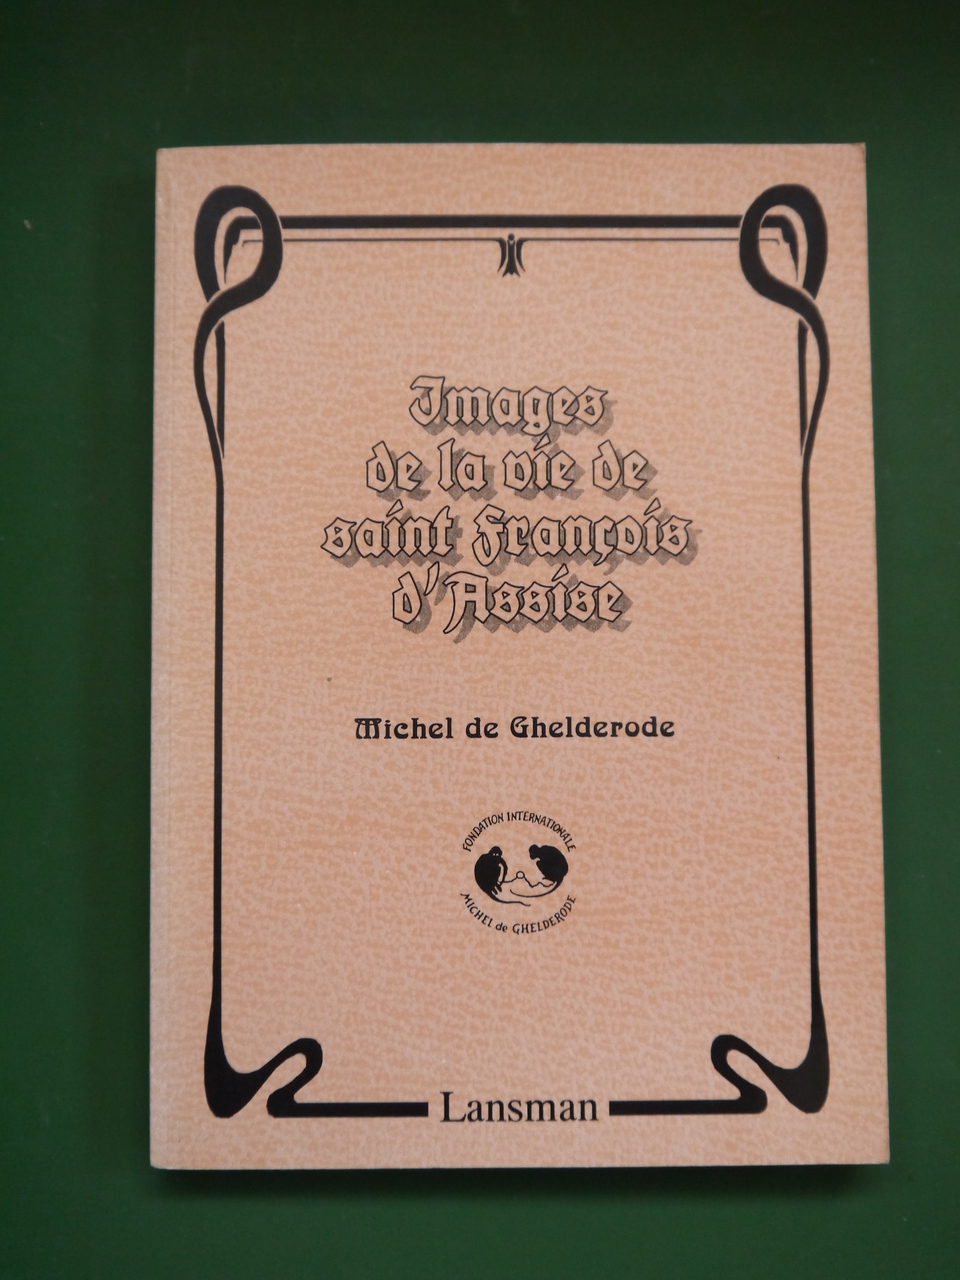 Images
de la vie de
saint François
d'Assise
Michel de Ghelderode
FONDATION INTERNATIONALE
MICHEL de GHELDERODE
Lansman